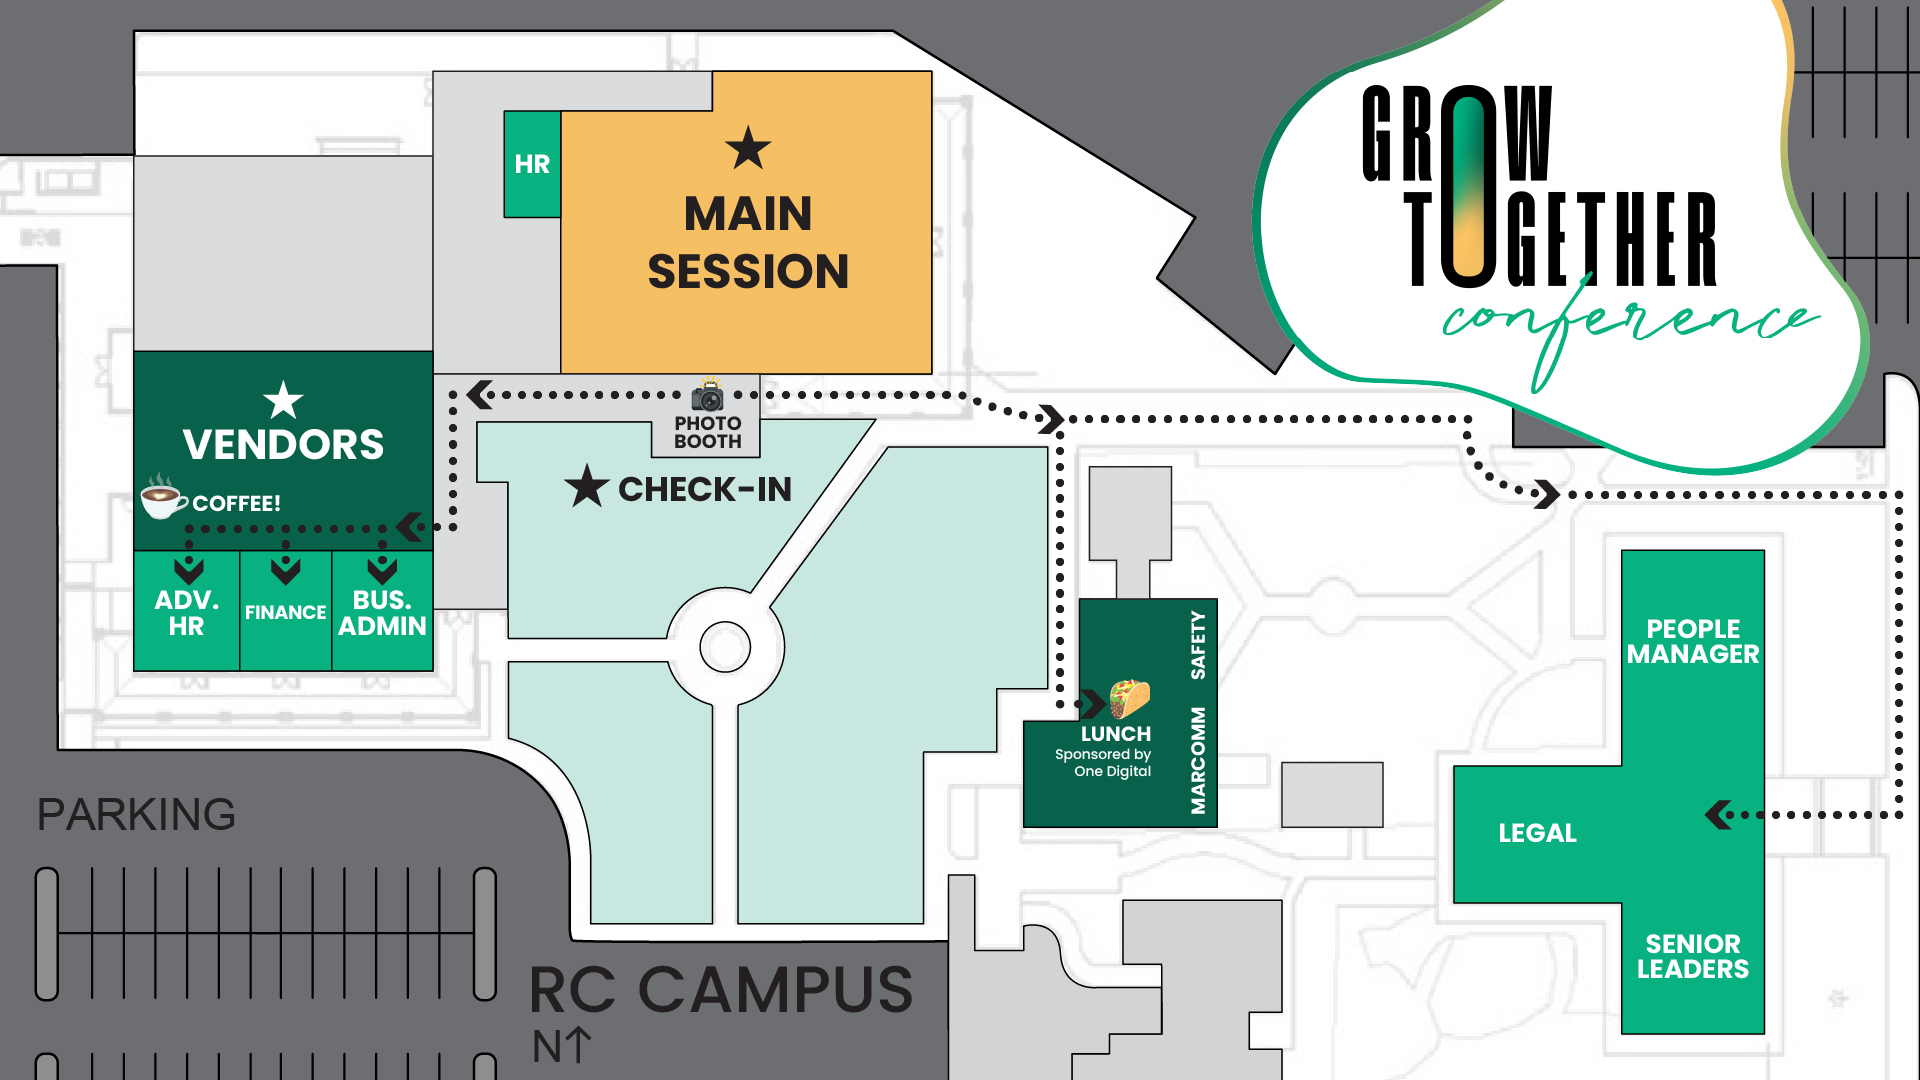 GROW
TOGETHER
conference
HR
MAIN
SESSION
PHOTO
BOOTH
VENDORS
COFFEE!
CHECK-IN
ADV.
HR
FINANCE
BUS.
ADMIN
SAFETY
MARCOMM
LUNCH
Sponsored by
One Digital
PEOPLE
MANAGER
LEGAL
SENIOR
LEADERS
PARKING
RC CAMPUS
N↑